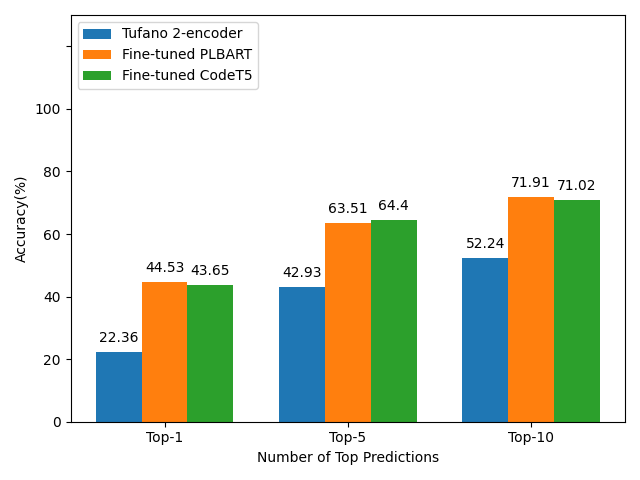 Tufano 2-encoder
Fine-tuned PLBART
Fine-tuned CodeT5
100
80
60
40
20
0
Accuracy(%)
22.36
44.53
43.65
42.93
63.51
64.4
52.24
71.91
71.02
Top-1
Top-5
Top-10
Number of Top Predictions